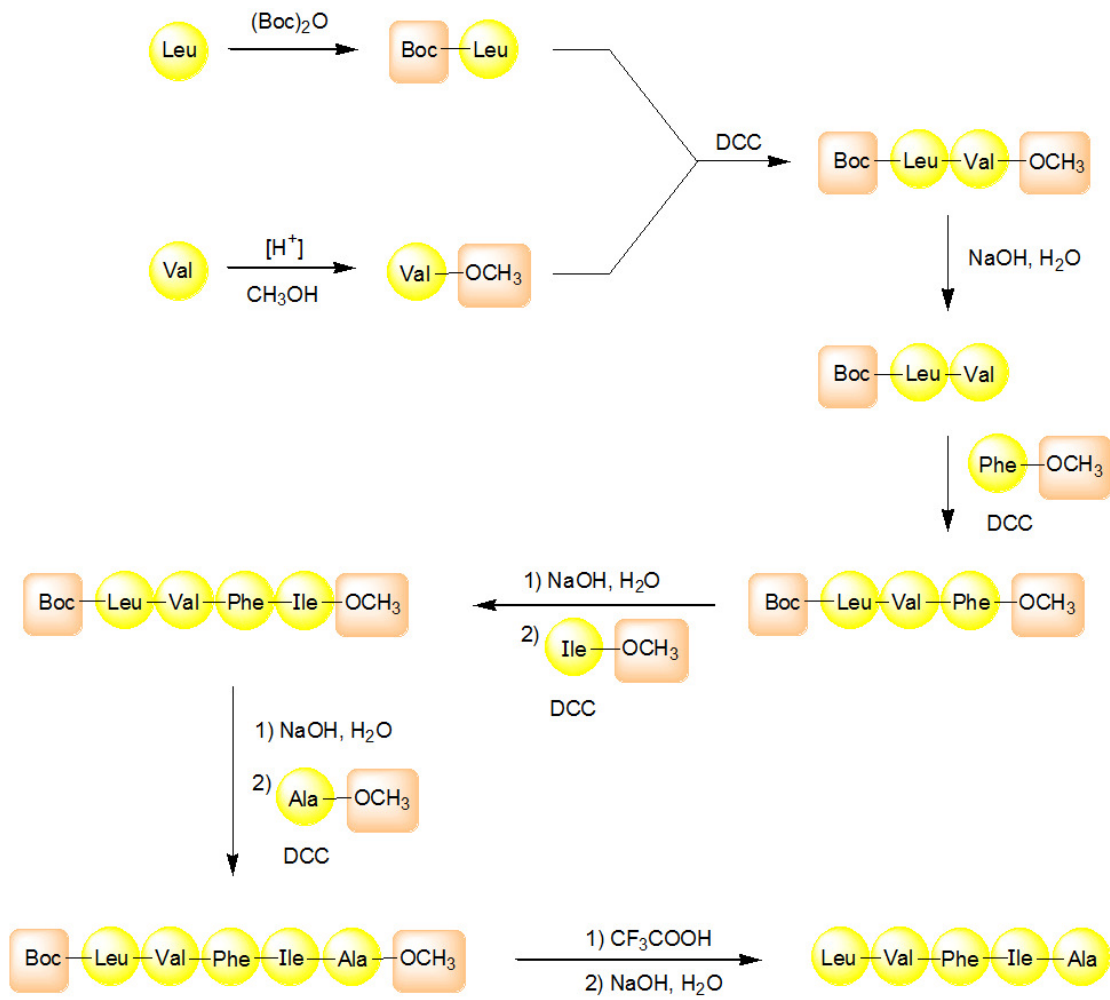 (Boc)₂O
Leu
Boc Leu
DCC
Boc Leu Val OCH₃
[H⁺]
Val
CH₃OH
Val OCH₃
NaOH, H₂O
Boc Leu Val
Phe OCH₃
DCC
Boc Leu Val Phe OCH₃
1) NaOH, H₂O
2) Ile OCH₃
DCC
Boc Leu Val Phe Ile OCH₃
1) NaOH, H₂O
2) Ala OCH₃
DCC
Boc Leu Val Phe Ile Ala OCH₃
1) CF₃COOH
2) NaOH, H₂O
Leu Val Phe Ile Ala